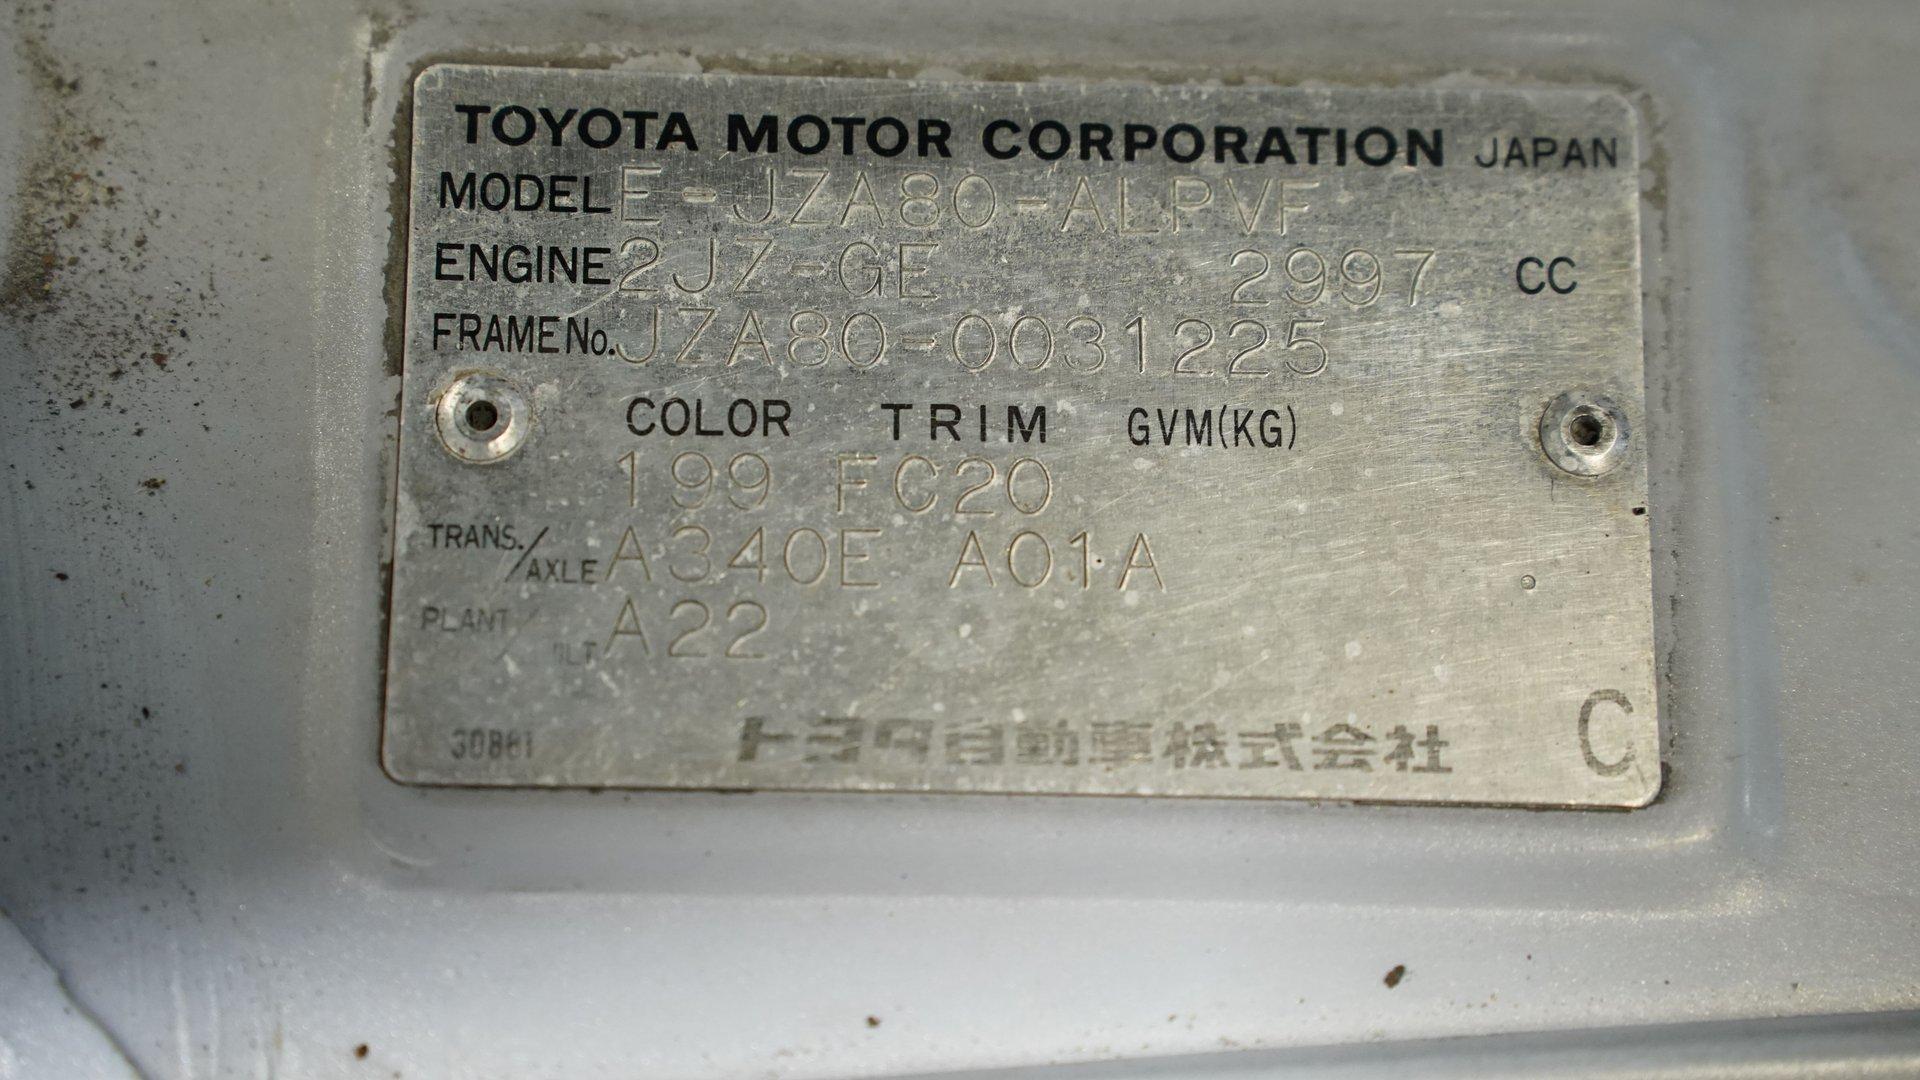 TOYOTA MOTOR CORPORATION JAPAN
MODEL E-JZA80-ALPVF
ENGINE 2JZ-GE 2997 CC
FRAME No. JZA80-0031225
COLOR TRIM GVM(KG)
199 FC20
TRANS./AXLE A340E A01A
PLANT/ A22
トヨタ自動車株式会社 C